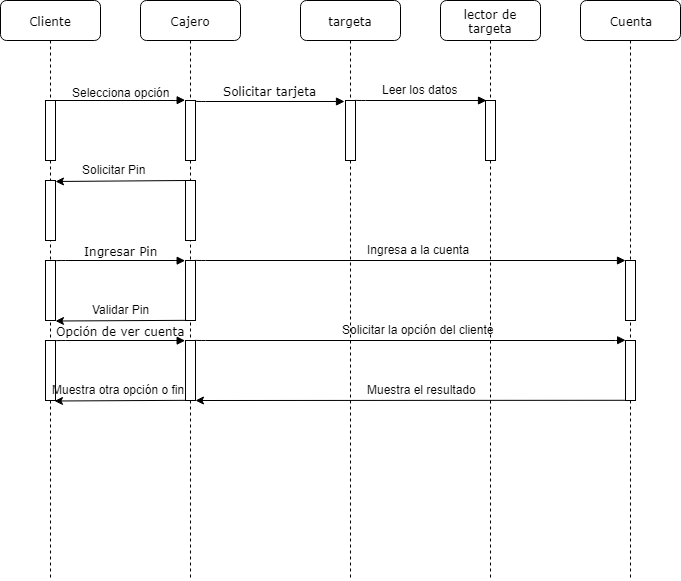 Cliente
Cajero
targeta
lector de
targeta
Cuenta
Selecciona opción
Solicitar tarjeta
Leer los datos
Solicitar Pin
Ingresar Pin
Ingresa a la cuenta
Validar Pin
Opción de ver cuenta
Solicitar la opción del cliente
Muestra otra opción o fin
Muestra el resultado